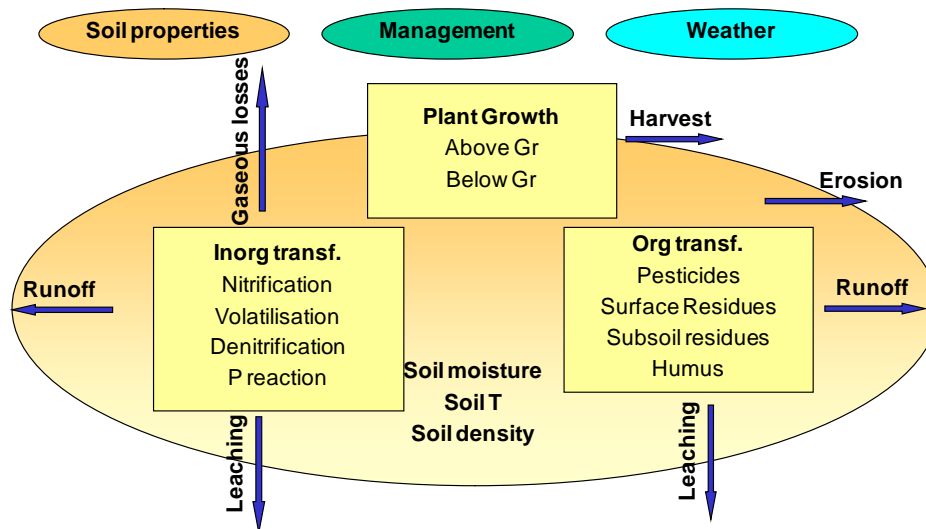 Soil properties
Management
Weather
Gaseous losses
Plant Growth
Above Gr
Below Gr
Harvest
Erosion
Inorg transf.
Nitrification
Volatilisation
Denitrification
P reaction
Org transf.
Pesticides
Surface Residues
Subsoil residues
Humus
Runoff
Runoff
Soil moisture
Soil T
Soil density
Leaching
Leaching